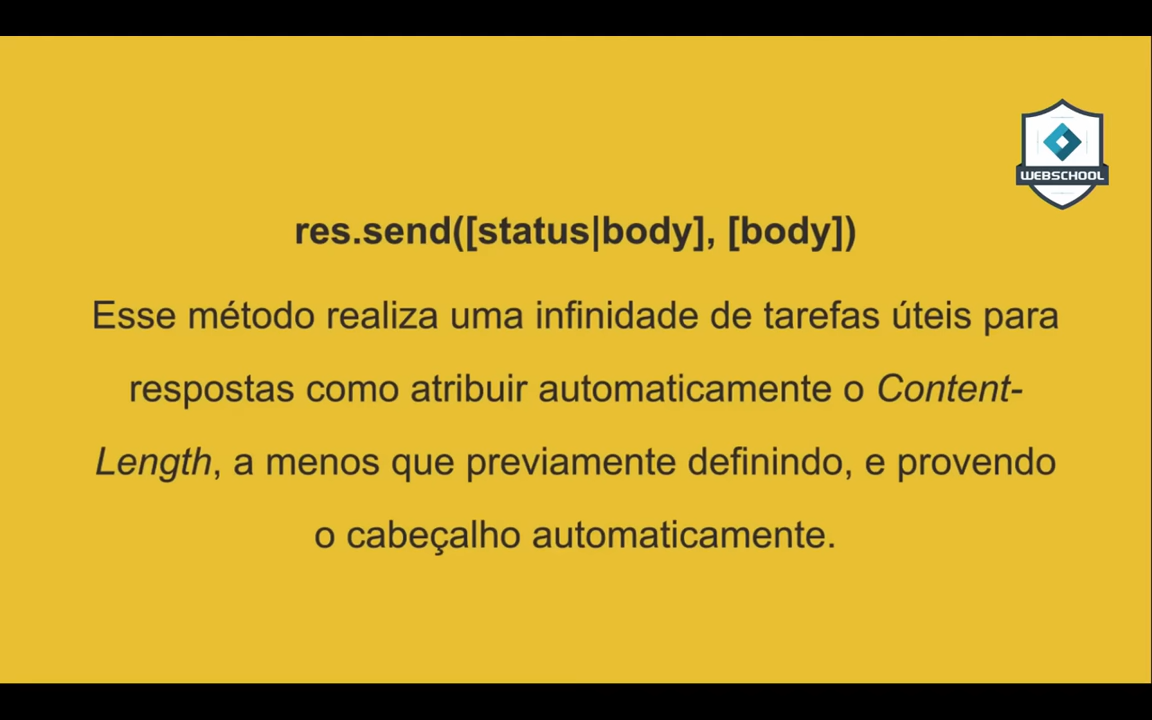 WEBSCHOOL
res.send([status|body], [body])
Esse método realiza uma infinidade de tarefas úteis para
respostas como atribuir automaticamente o Content-
Length, a menos que previamente definindo, e provendo
o cabeçalho automaticamente.